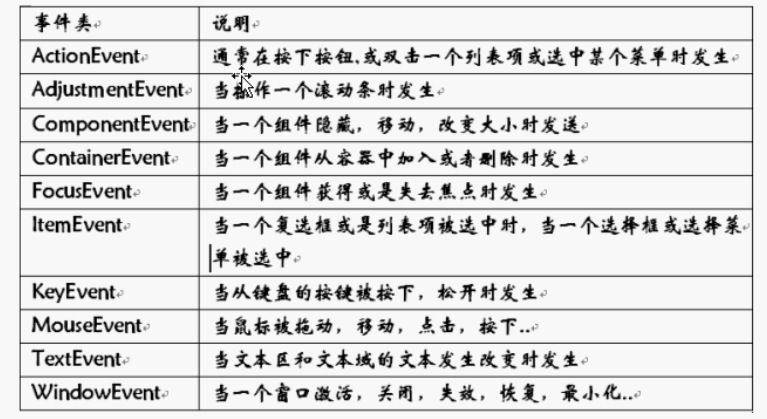 事件类 说明
ActionEvent 通常在按下按钮,或双击一个列表项或选中某个菜单时发生
AdjustmentEvent 当操作一个滚动条时发生
ComponentEvent 当一个组件隐藏，移动，改变大小时发送
ContainerEvent 当一个组件从容器中加入或者删除时发生
FocusEvent 当一个组件获得或是失去焦点时发生
ItemEvent 当一个复选框或是列表项被选中时，当一个选择框或选择菜
单被选中
KeyEvent 当从键盘的按键被按下，松开时发生
MouseEvent 当鼠标被拖动，移动，点击，按下..
TextEvent 当文本区和文本域的文本发生改变时发生
WindowEvent 当一个窗口激活，关闭，失效，恢复，最小化..